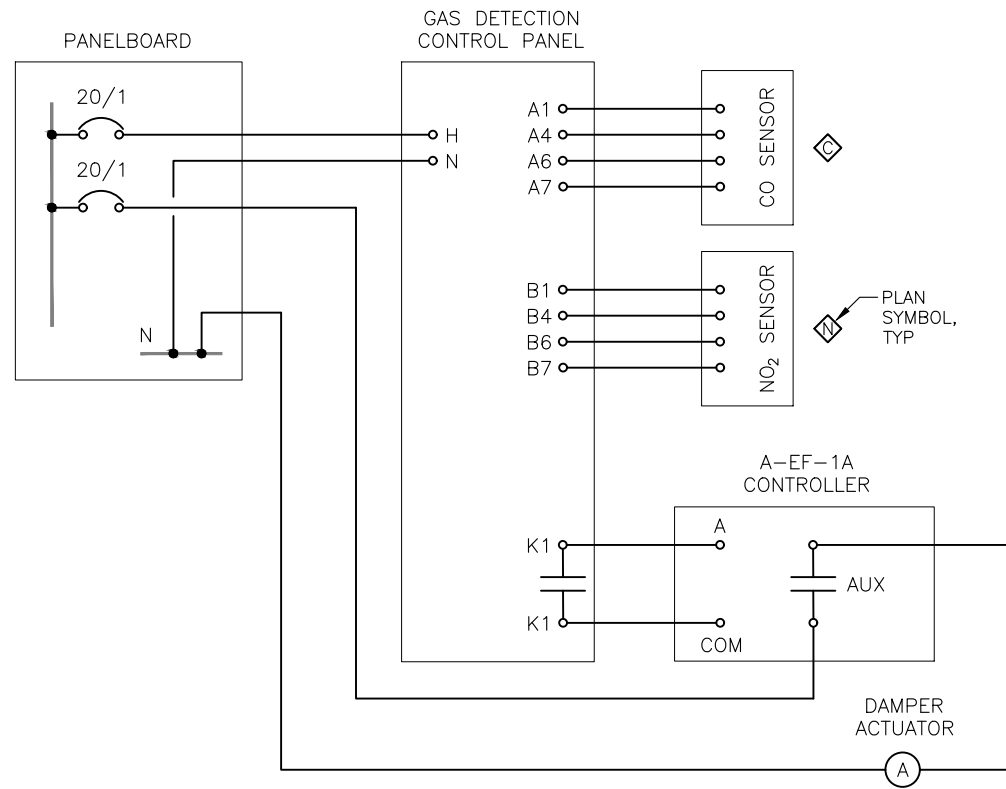 PANELBOARD
20/1
20/1
N
GAS DETECTION
CONTROL PANEL
H
N
A1
A4
A6
A7
CO SENSOR
C
B1
B4
B6
B7
NO₂ SENSOR
N
PLAN
SYMBOL,
TYP
K1
K1
A-EF-1A
CONTROLLER
A
AUX
COM
DAMPER
ACTUATOR
A